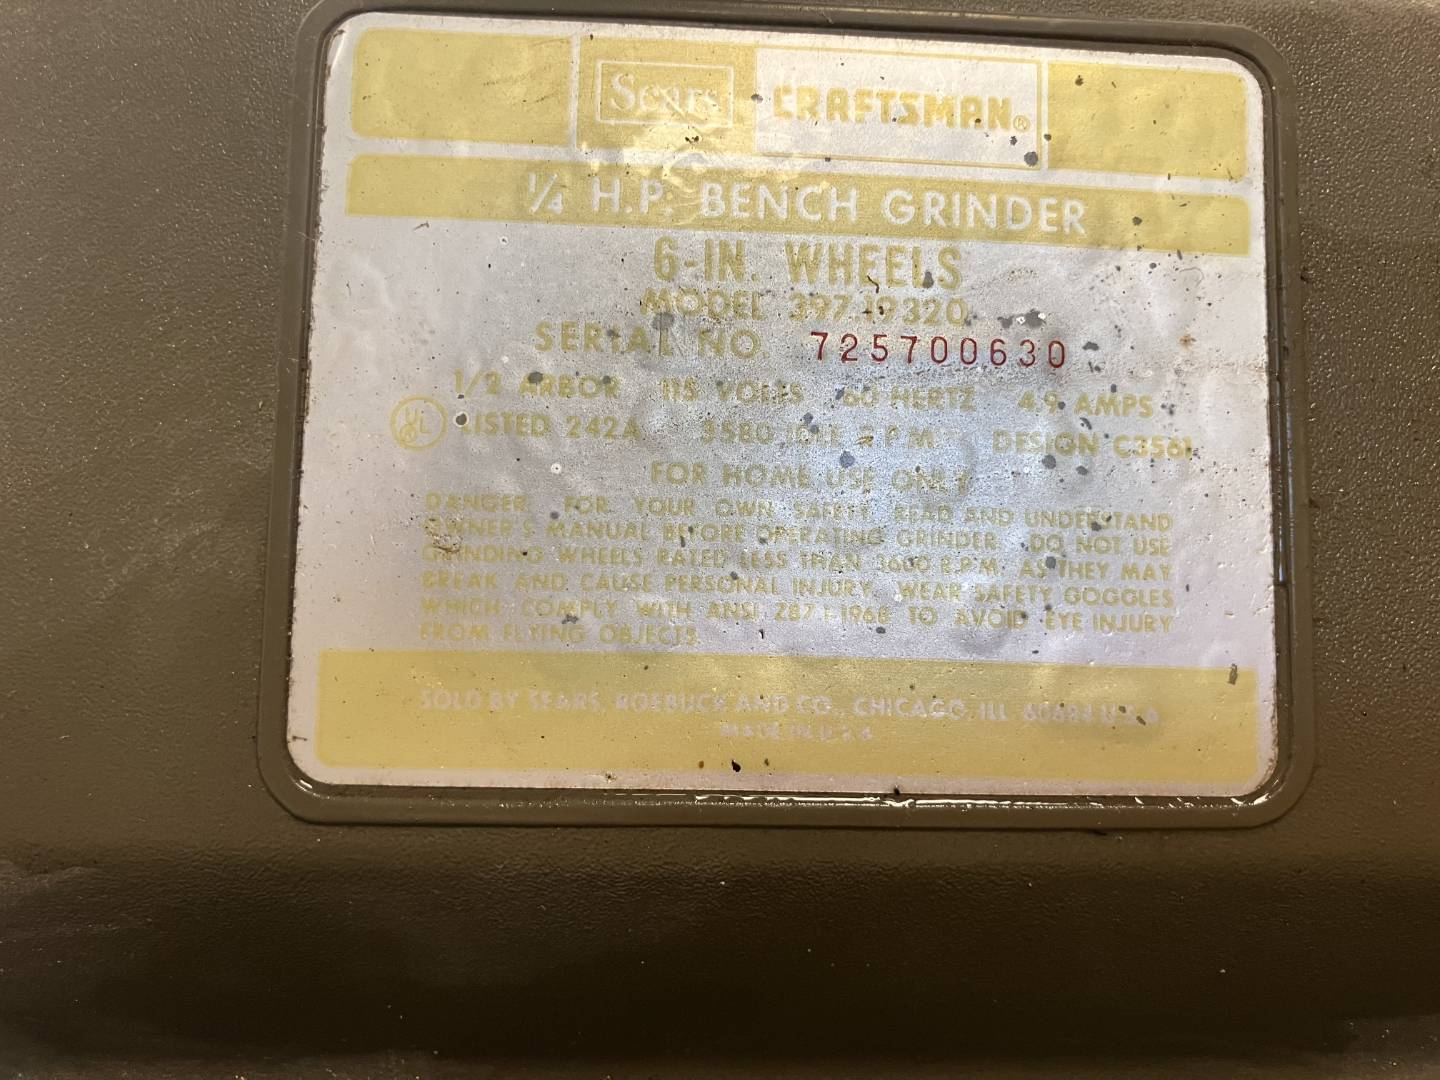 Sears CRAFTSMAN®
1/4 H.P. BENCH GRINDER
6-IN. WHEELS
MODEL 397.19320
SERIAL NO. 725700630
1/2 ARBOR 115 VOLTS 60 HERTZ 4.9 AMPS
UL LISTED 242A 3580 IDLE R.P.M. DESIGN C3561
FOR HOME USE ONLY
DANGER FOR YOUR OWN SAFETY READ AND UNDERSTAND
OWNER'S MANUAL BEFORE OPERATING GRINDER. DO NOT USE
GRINDING WHEELS RATED LESS THAN 3600 R.P.M. AS THEY MAY
BREAK AND CAUSE PERSONAL INJURY. WEAR SAFETY GOGGLES
WHICH COMPLY WITH ANSI Z87.1-1968 TO AVOID EYE INJURY
FROM FLYING OBJECTS.
SOLD BY SEARS, ROEBUCK AND CO., CHICAGO, ILL. 60684 U.S.A.
MADE IN U.S.A.